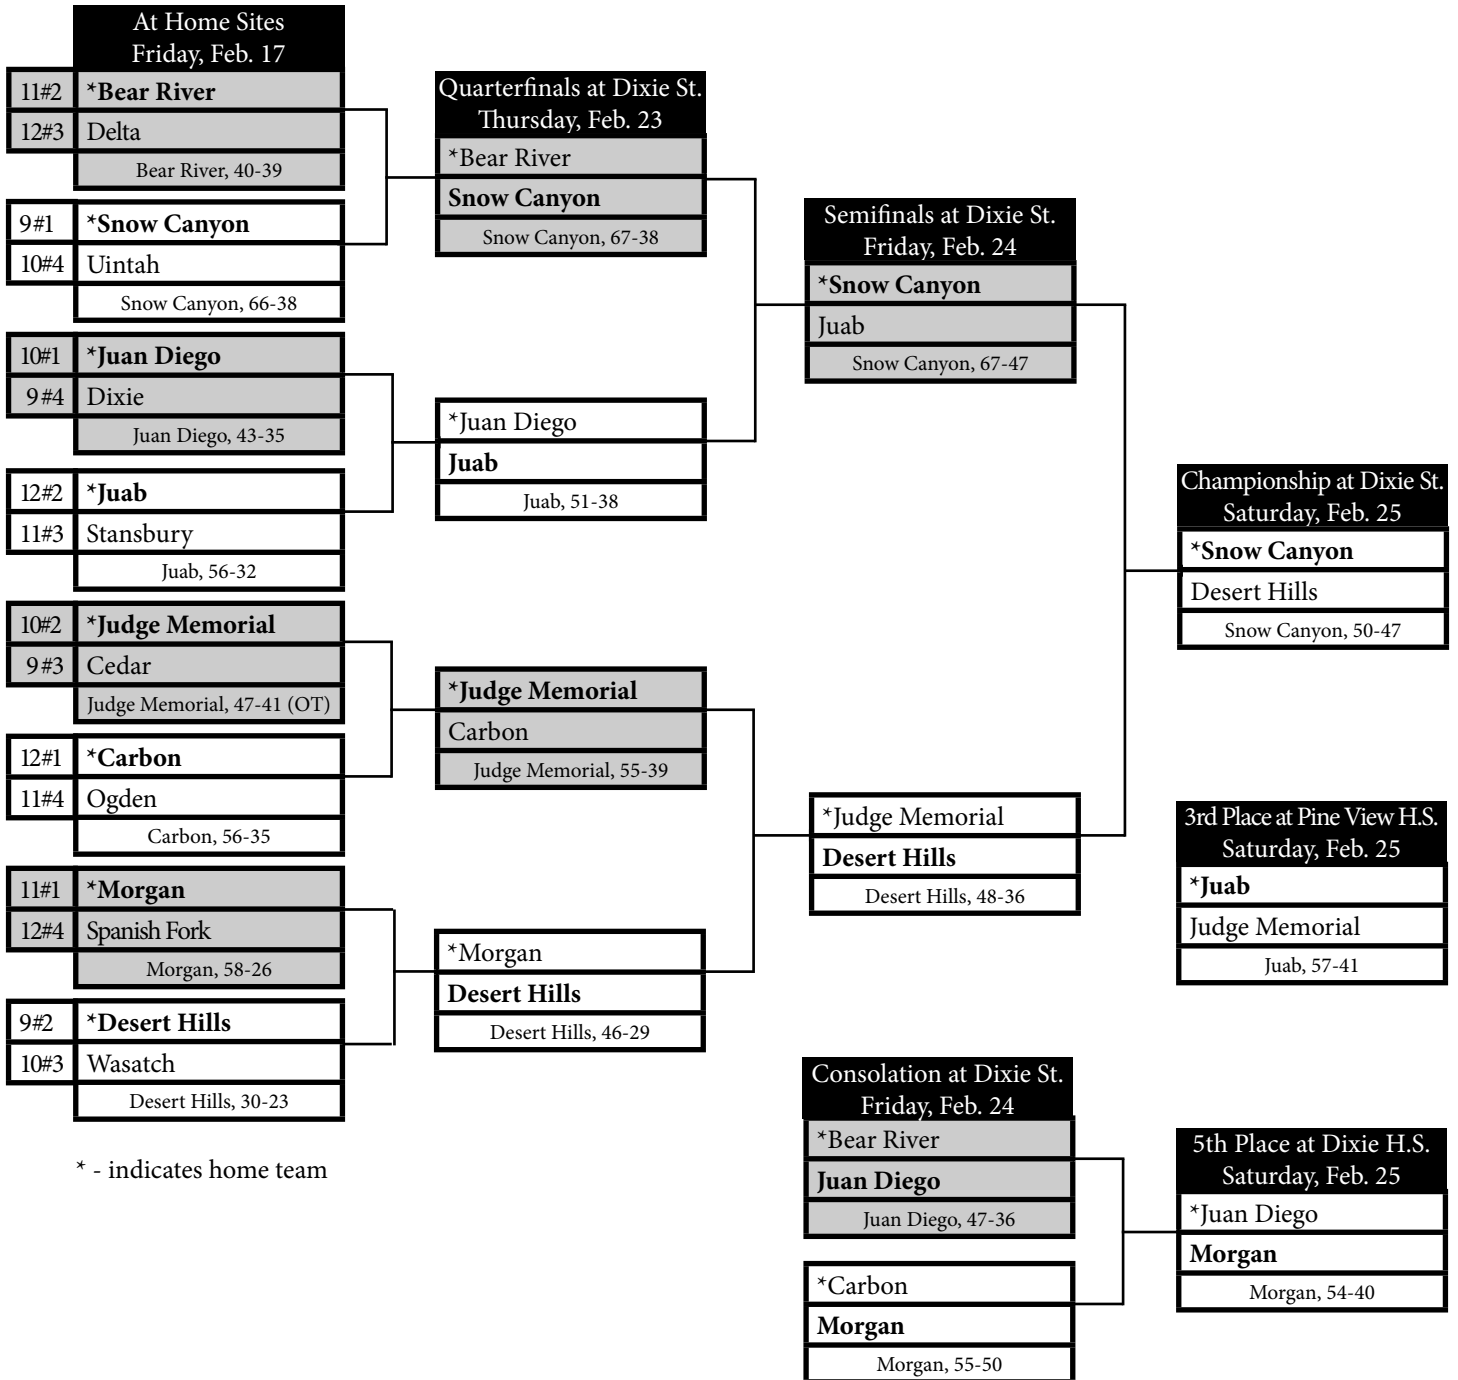 At Home Sites
Friday, Feb. 17
11#2 *Bear River
12#3 Delta
Bear River, 40-39
9#1 *Snow Canyon
10#4 Uintah
Snow Canyon, 66-38
10#1 *Juan Diego
9#4 Dixie
Juan Diego, 43-35
12#2 *Juab
11#3 Stansbury
Juab, 56-32
10#2 *Judge Memorial
9#3 Cedar
Judge Memorial, 47-41 (OT)
12#1 *Carbon
11#4 Ogden
Carbon, 56-35
11#1 *Morgan
12#4 Spanish Fork
Morgan, 58-26
9#2 *Desert Hills
10#3 Wasatch
Desert Hills, 30-23
* - indicates home team
Quarterfinals at Dixie St.
Thursday, Feb. 23
*Bear River
Snow Canyon
Snow Canyon, 67-38
*Juan Diego
Juab
Juab, 51-38
*Judge Memorial
Carbon
Judge Memorial, 55-39
*Morgan
Desert Hills
Desert Hills, 46-29
Semifinals at Dixie St.
Friday, Feb. 24
*Snow Canyon
Juab
Snow Canyon, 67-47
*Judge Memorial
Desert Hills
Desert Hills, 48-36
Consolation at Dixie St.
Friday, Feb. 24
*Bear River
Juan Diego
Juan Diego, 47-36
*Carbon
Morgan
Morgan, 55-50
Championship at Dixie St.
Saturday, Feb. 25
*Snow Canyon
Desert Hills
Snow Canyon, 50-47
3rd Place at Pine View H.S.
Saturday, Feb. 25
*Juab
Judge Memorial
Juab, 57-41
5th Place at Dixie H.S.
Saturday, Feb. 25
*Juan Diego
Morgan
Morgan, 54-40